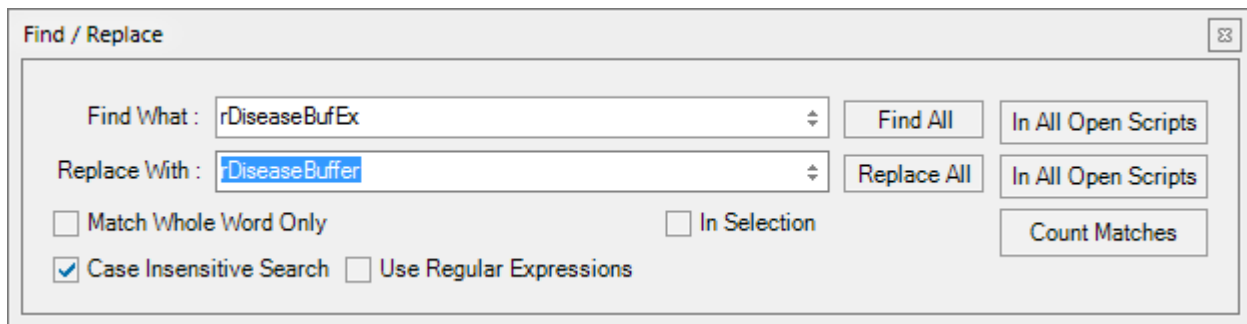 Find / Replace
Find What : rDiseaseBufEx Find All In All Open Scripts
Replace With : rDiseaseBuffer Replace All In All Open Scripts
Match Whole Word Only In Selection Count Matches
Case Insensitive Search Use Regular Expressions